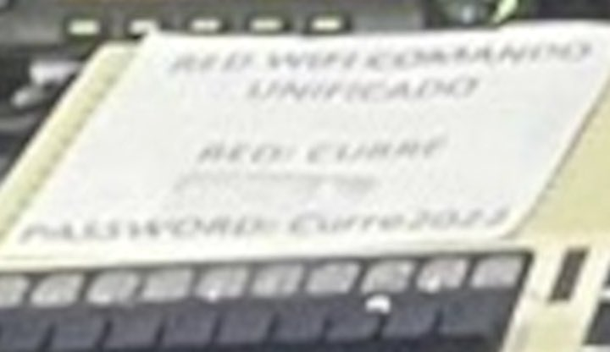 RED WIFI COMANDO
UNIFICADO
RED: CURRE
PASSWORD: Curre2023